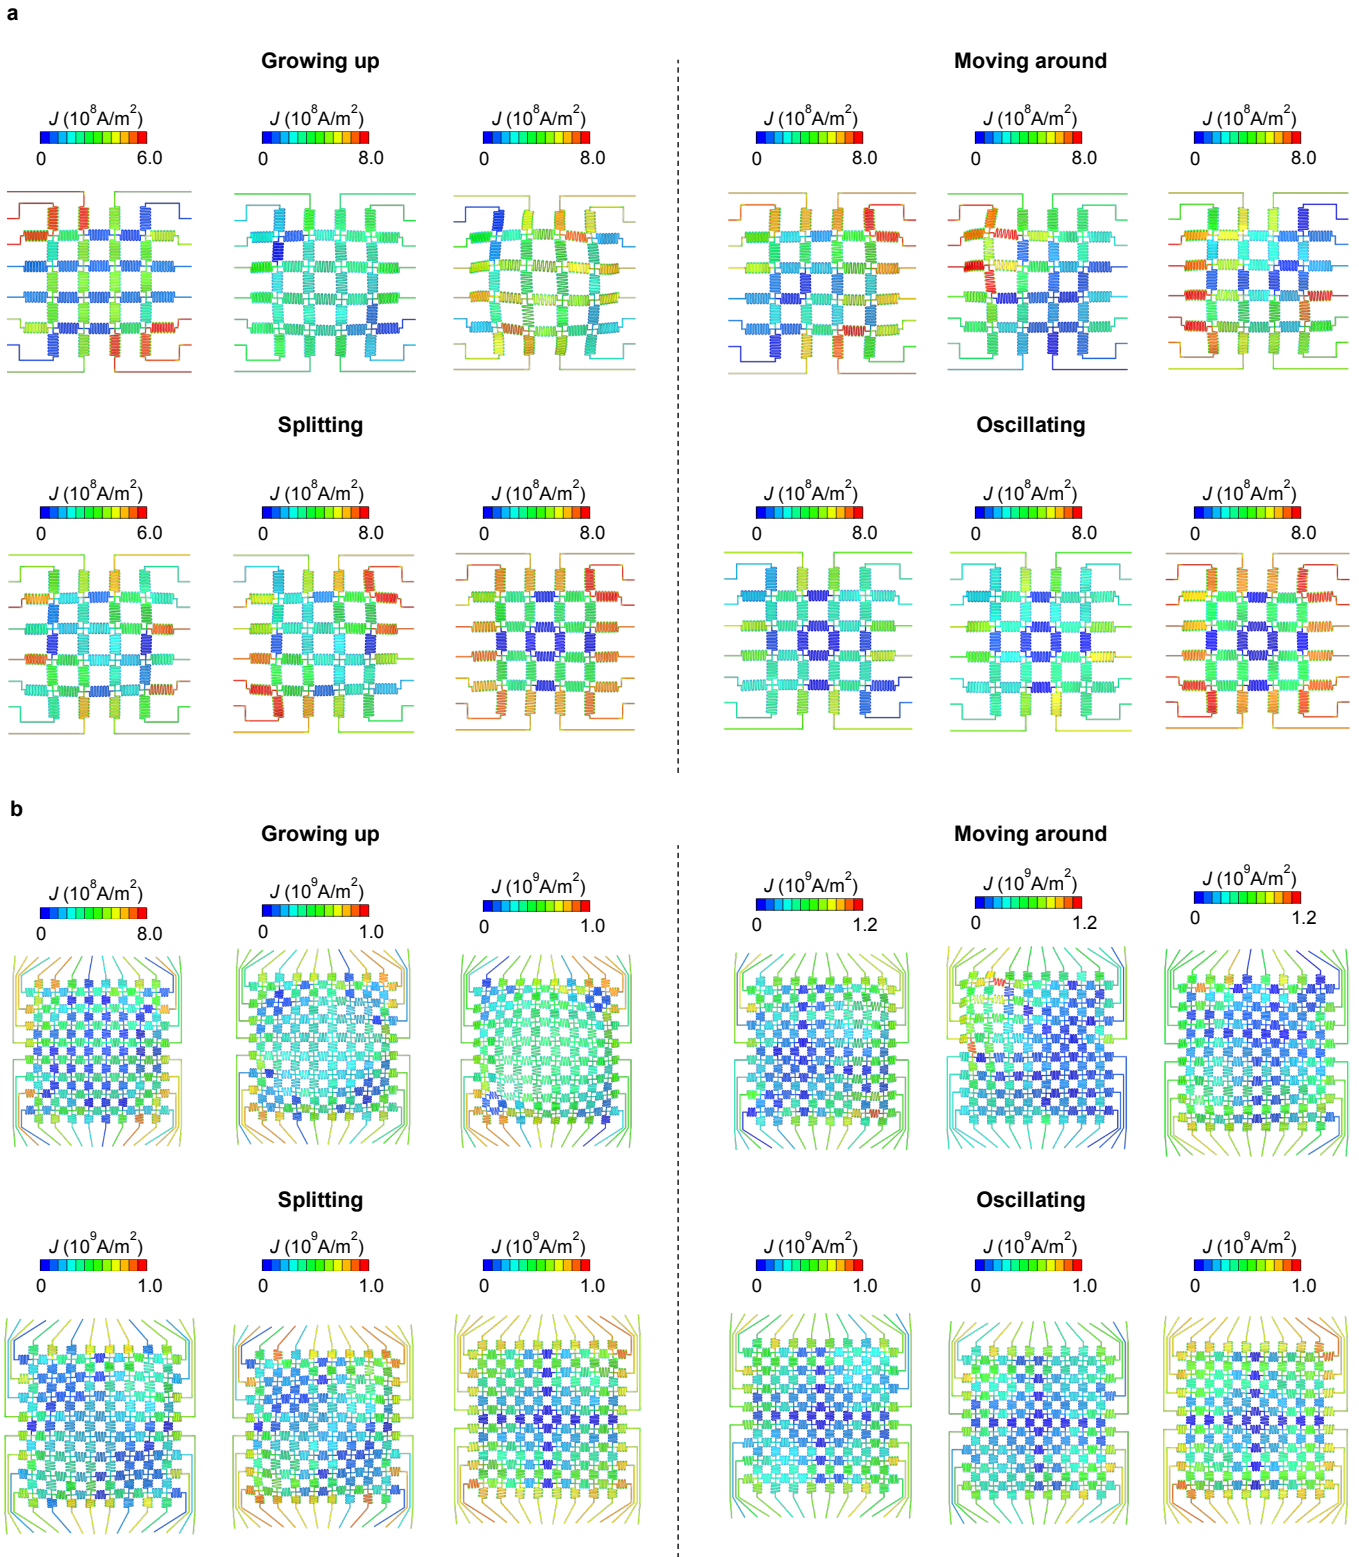 a
Growing up
Moving around
J (10^8A/m^2) J (10^8A/m^2) J (10^8A/m^2) J (10^8A/m^2) J (10^8A/m^2) J (10^8A/m^2)
0 6.0 0 8.0 0 8.0 0 8.0 0 8.0 0 8.0
Splitting
Oscillating
J (10^8A/m^2) J (10^8A/m^2) J (10^8A/m^2) J (10^8A/m^2) J (10^8A/m^2) J (10^8A/m^2)
0 6.0 0 8.0 0 8.0 0 8.0 0 8.0 0 8.0
b
Growing up
Moving around
J (10^8A/m^2) J (10^9A/m^2) J (10^9A/m^2) J (10^9A/m^2) J (10^9A/m^2) J (10^9A/m^2)
0 8.0 0 1.0 0 1.0 0 1.2 0 1.2 0 1.2
Splitting
Oscillating
J (10^9A/m^2) J (10^9A/m^2) J (10^9A/m^2) J (10^9A/m^2) J (10^9A/m^2) J (10^9A/m^2)
0 1.0 0 1.0 0 1.0 0 1.0 0 1.0 0 1.0